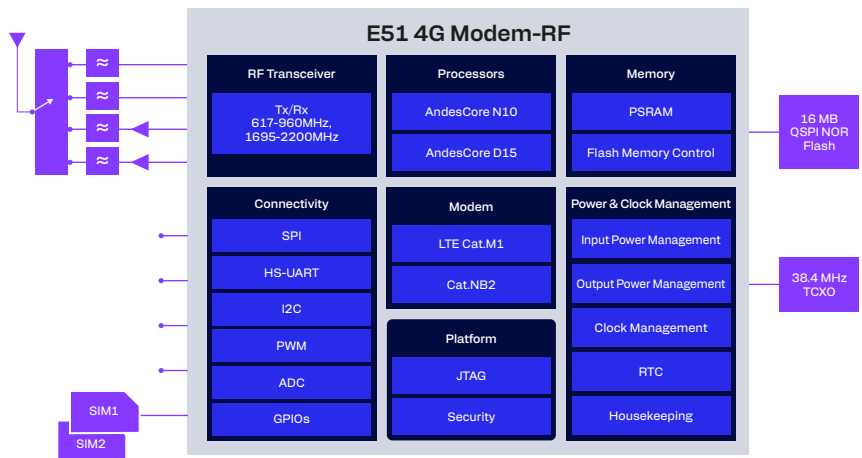 E51 4G Modem-RF
RF Transceiver
Tx/Rx
617-960MHz,
1695-2200MHz
Processors
AndesCore N10
AndesCore D15
Memory
PSRAM
Flash Memory Control
16 MB
QSPI NOR
Flash
≈
≈
≈
≈
Connectivity
SPI
HS-UART
I2C
PWM
ADC
GPIOs
Modem
LTE Cat.M1
Cat.NB2
Platform
JTAG
Security
Power & Clock Management
Input Power Management
Output Power Management
Clock Management
RTC
Housekeeping
38.4 MHz
TCXO
SIM1
SIM2